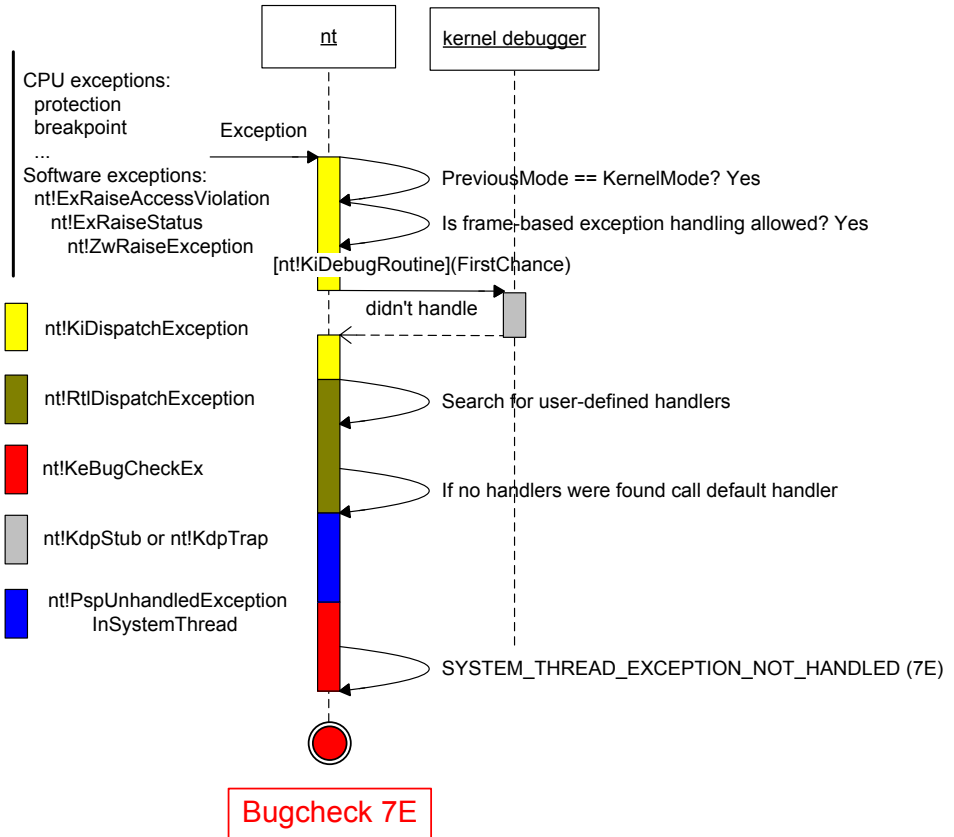 nt
kernel debugger
CPU exceptions:
protection
breakpoint
...
Software exceptions:
nt!ExRaiseAccessViolation
nt!ExRaiseStatus
nt!ZwRaiseException
Exception
PreviousMode == KernelMode? Yes
Is frame-based exception handling allowed? Yes
[nt!KiDebugRoutine](FirstChance)
didn't handle
nt!KiDispatchException
nt!RtlDispatchException
Search for user-defined handlers
nt!KeBugCheckEx
If no handlers were found call default handler
nt!KdpStub or nt!KdpTrap
nt!PspUnhandledException
InSystemThread
SYSTEM_THREAD_EXCEPTION_NOT_HANDLED (7E)
Bugcheck 7E